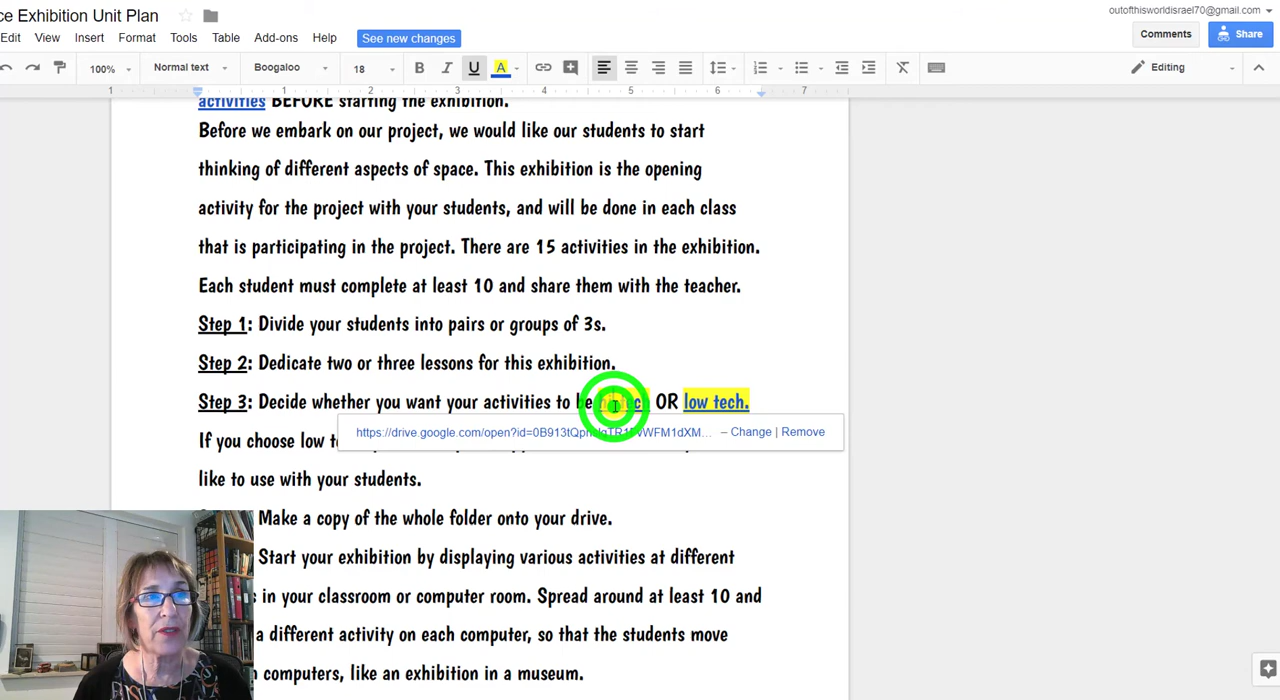 ce Exhibition Unit Plan
outofthisworldisrael70@gmail.com
Edit View Insert Format Tools Table Add-ons Help See new changes
Comments Share
100% Normal text Boogaloo 18 B I U A Editing
1 1 2 3 4 5 6 7
activities BEFORE starting the exhibition.
Before we embark on our project, we would like our students to start
thinking of different aspects of space. This exhibition is the opening
activity for the project with your students, and will be done in each class
that is participating in the project. There are 15 activities in the exhibition.
Each student must complete at least 10 and share them with the teacher.
Step 1: Divide your students into pairs or groups of 3s.
Step 2: Dedicate two or three lessons for this exhibition.
Step 3: Decide whether you want your activities to be OR low tech.
– Change | Remove
If you choose low
like to use with your students.
Make a copy of the whole folder onto your drive.
Start your exhibition by displaying various activities at different
in your classroom or computer room. Spread around at least 10 and
a different activity on each computer, so that the students move
computers, like an exhibition in a museum.